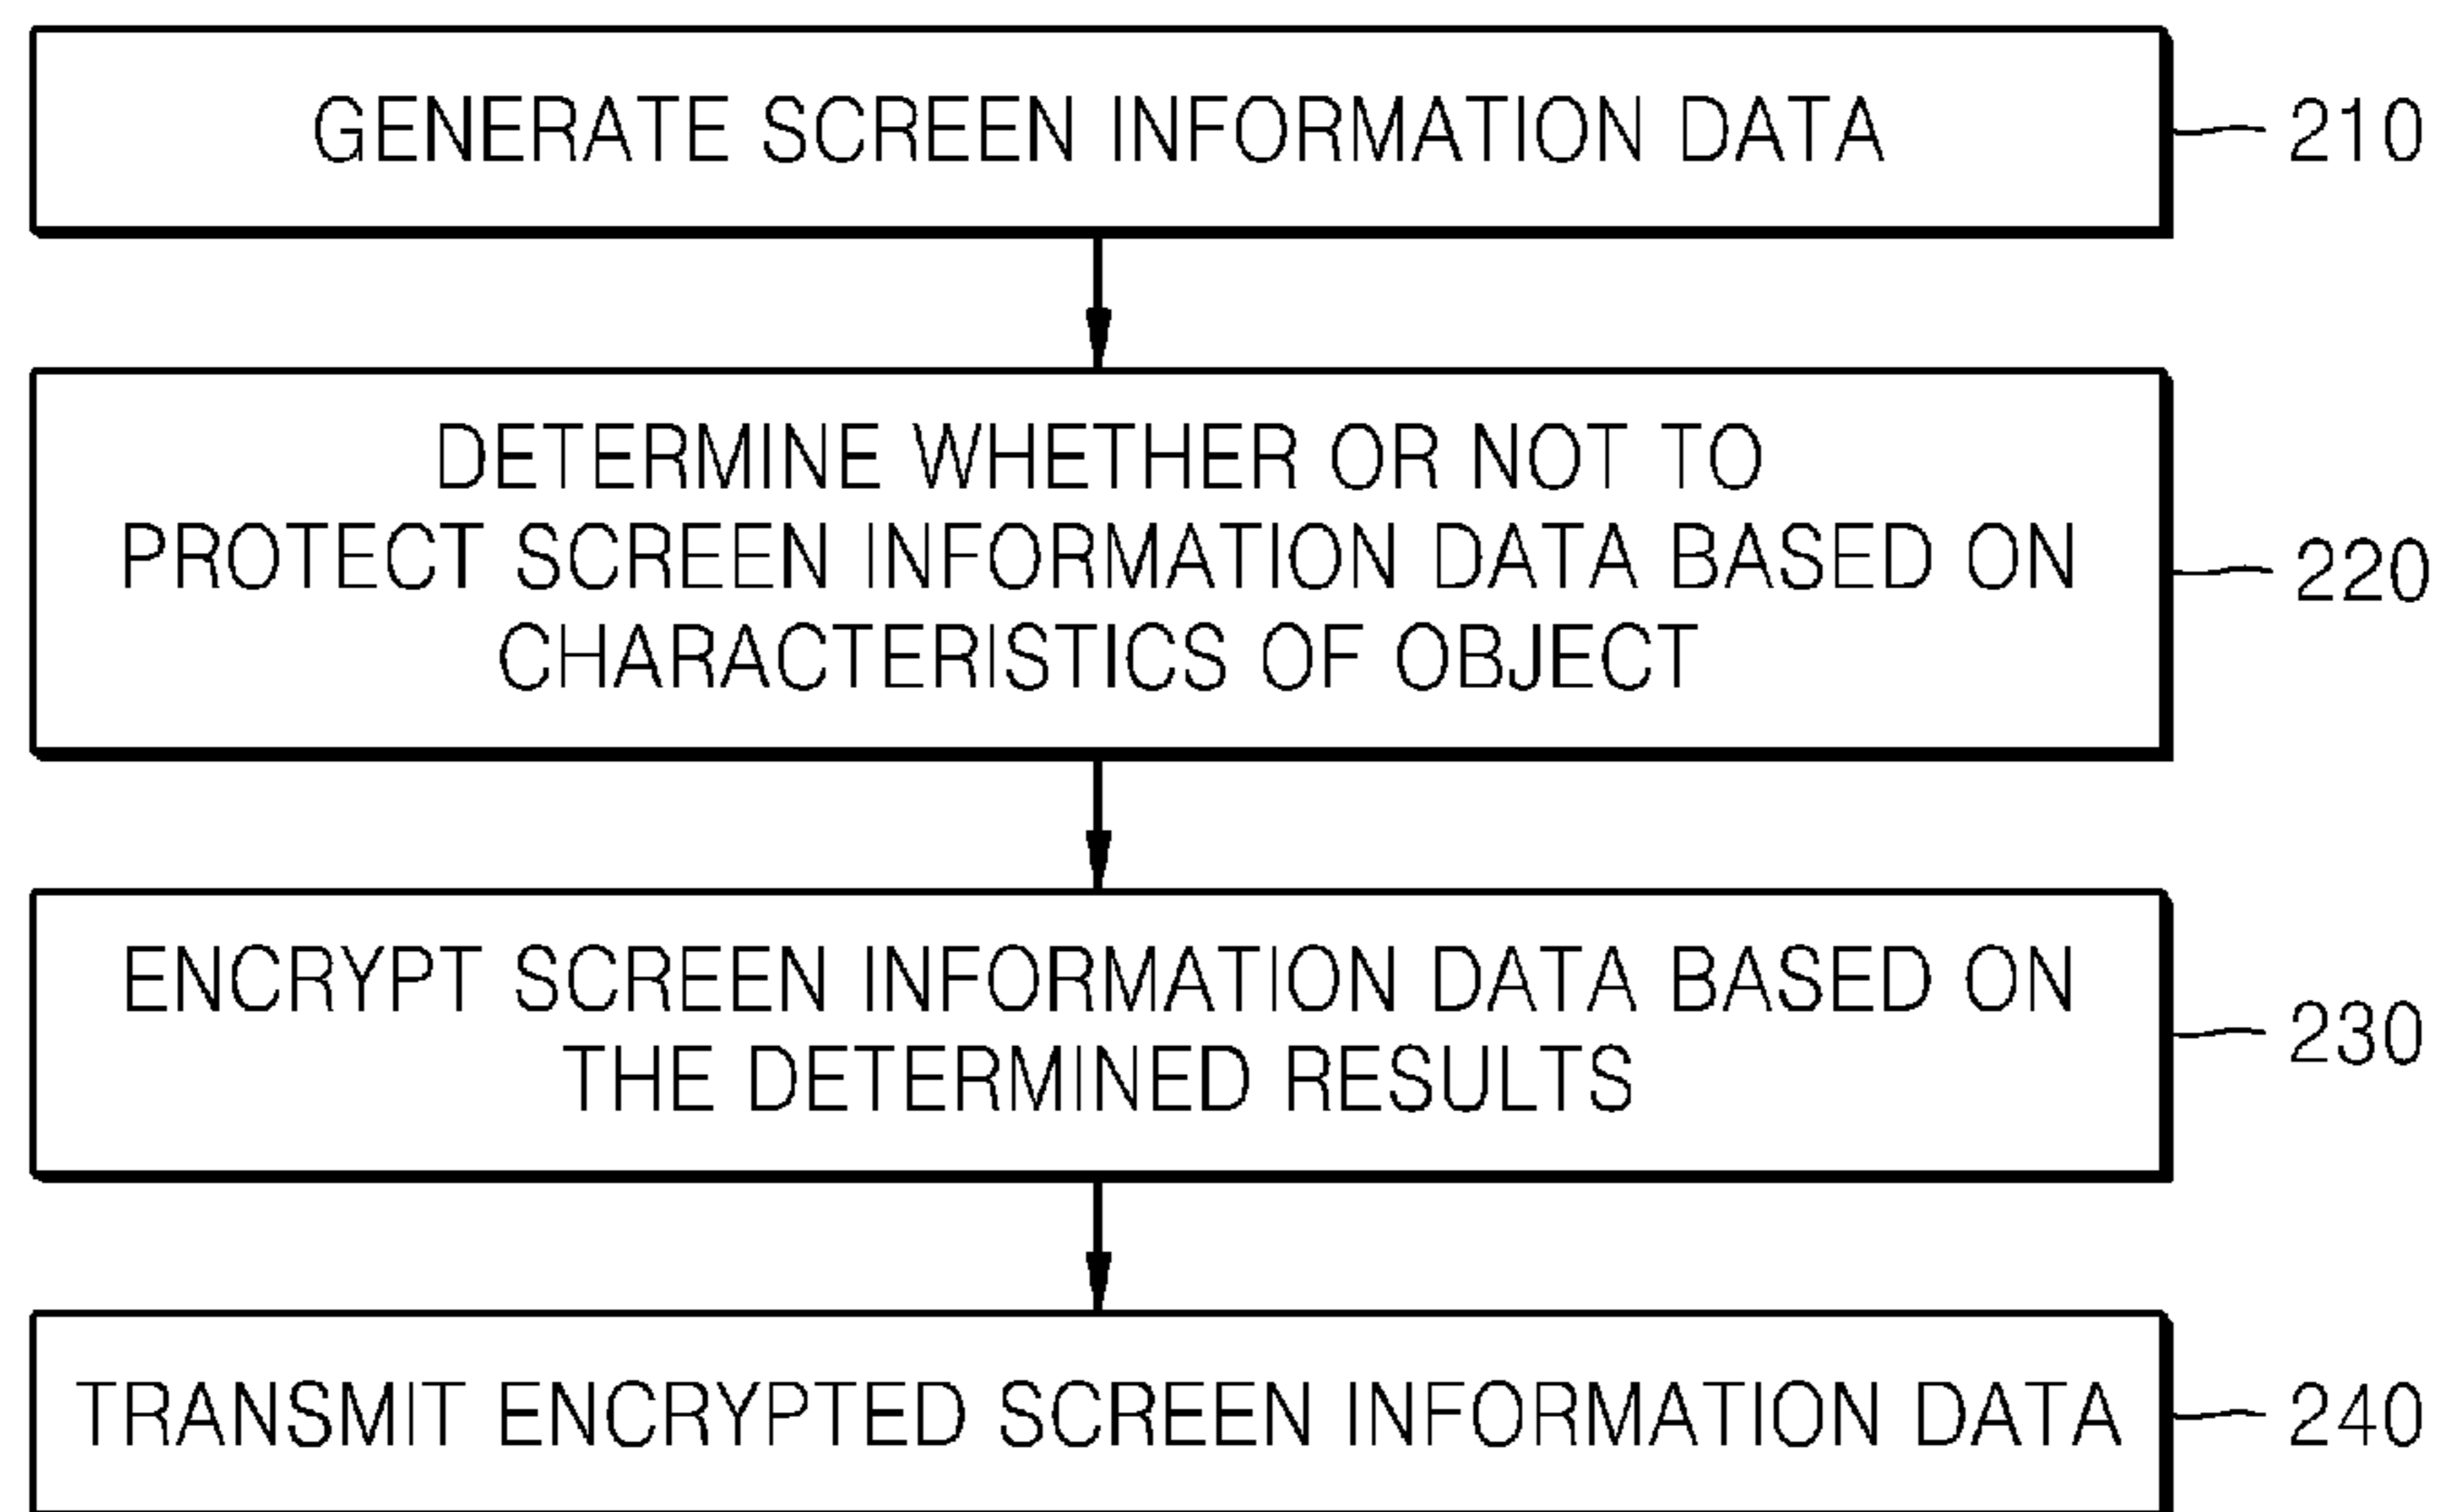 GENERATE SCREEN INFORMATION DATA
210
DETERMINE WHETHER OR NOT TO
PROTECT SCREEN INFORMATION DATA BASED ON
CHARACTERISTICS OF OBJECT
220
ENCRYPT SCREEN INFORMATION DATA BASED ON
THE DETERMINED RESULTS
230
TRANSMIT ENCRYPTED SCREEN INFORMATION DATA
240